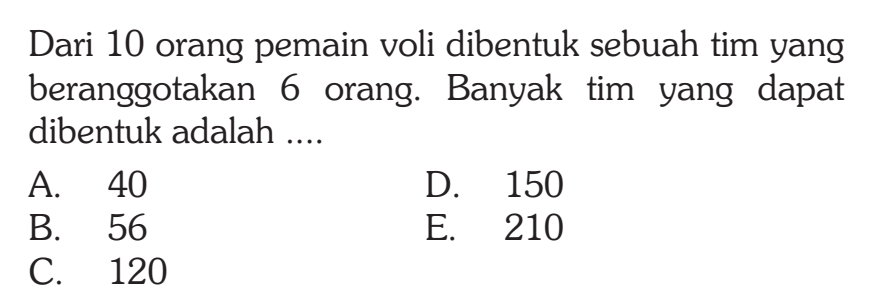 Dari 10 orang pemain voli dibentuk sebuah tim yang
beranggotakan 6 orang. Banyak tim yang dapat
dibentuk adalah ....
A. 40 D. 150
B. 56 E. 210
C. 120